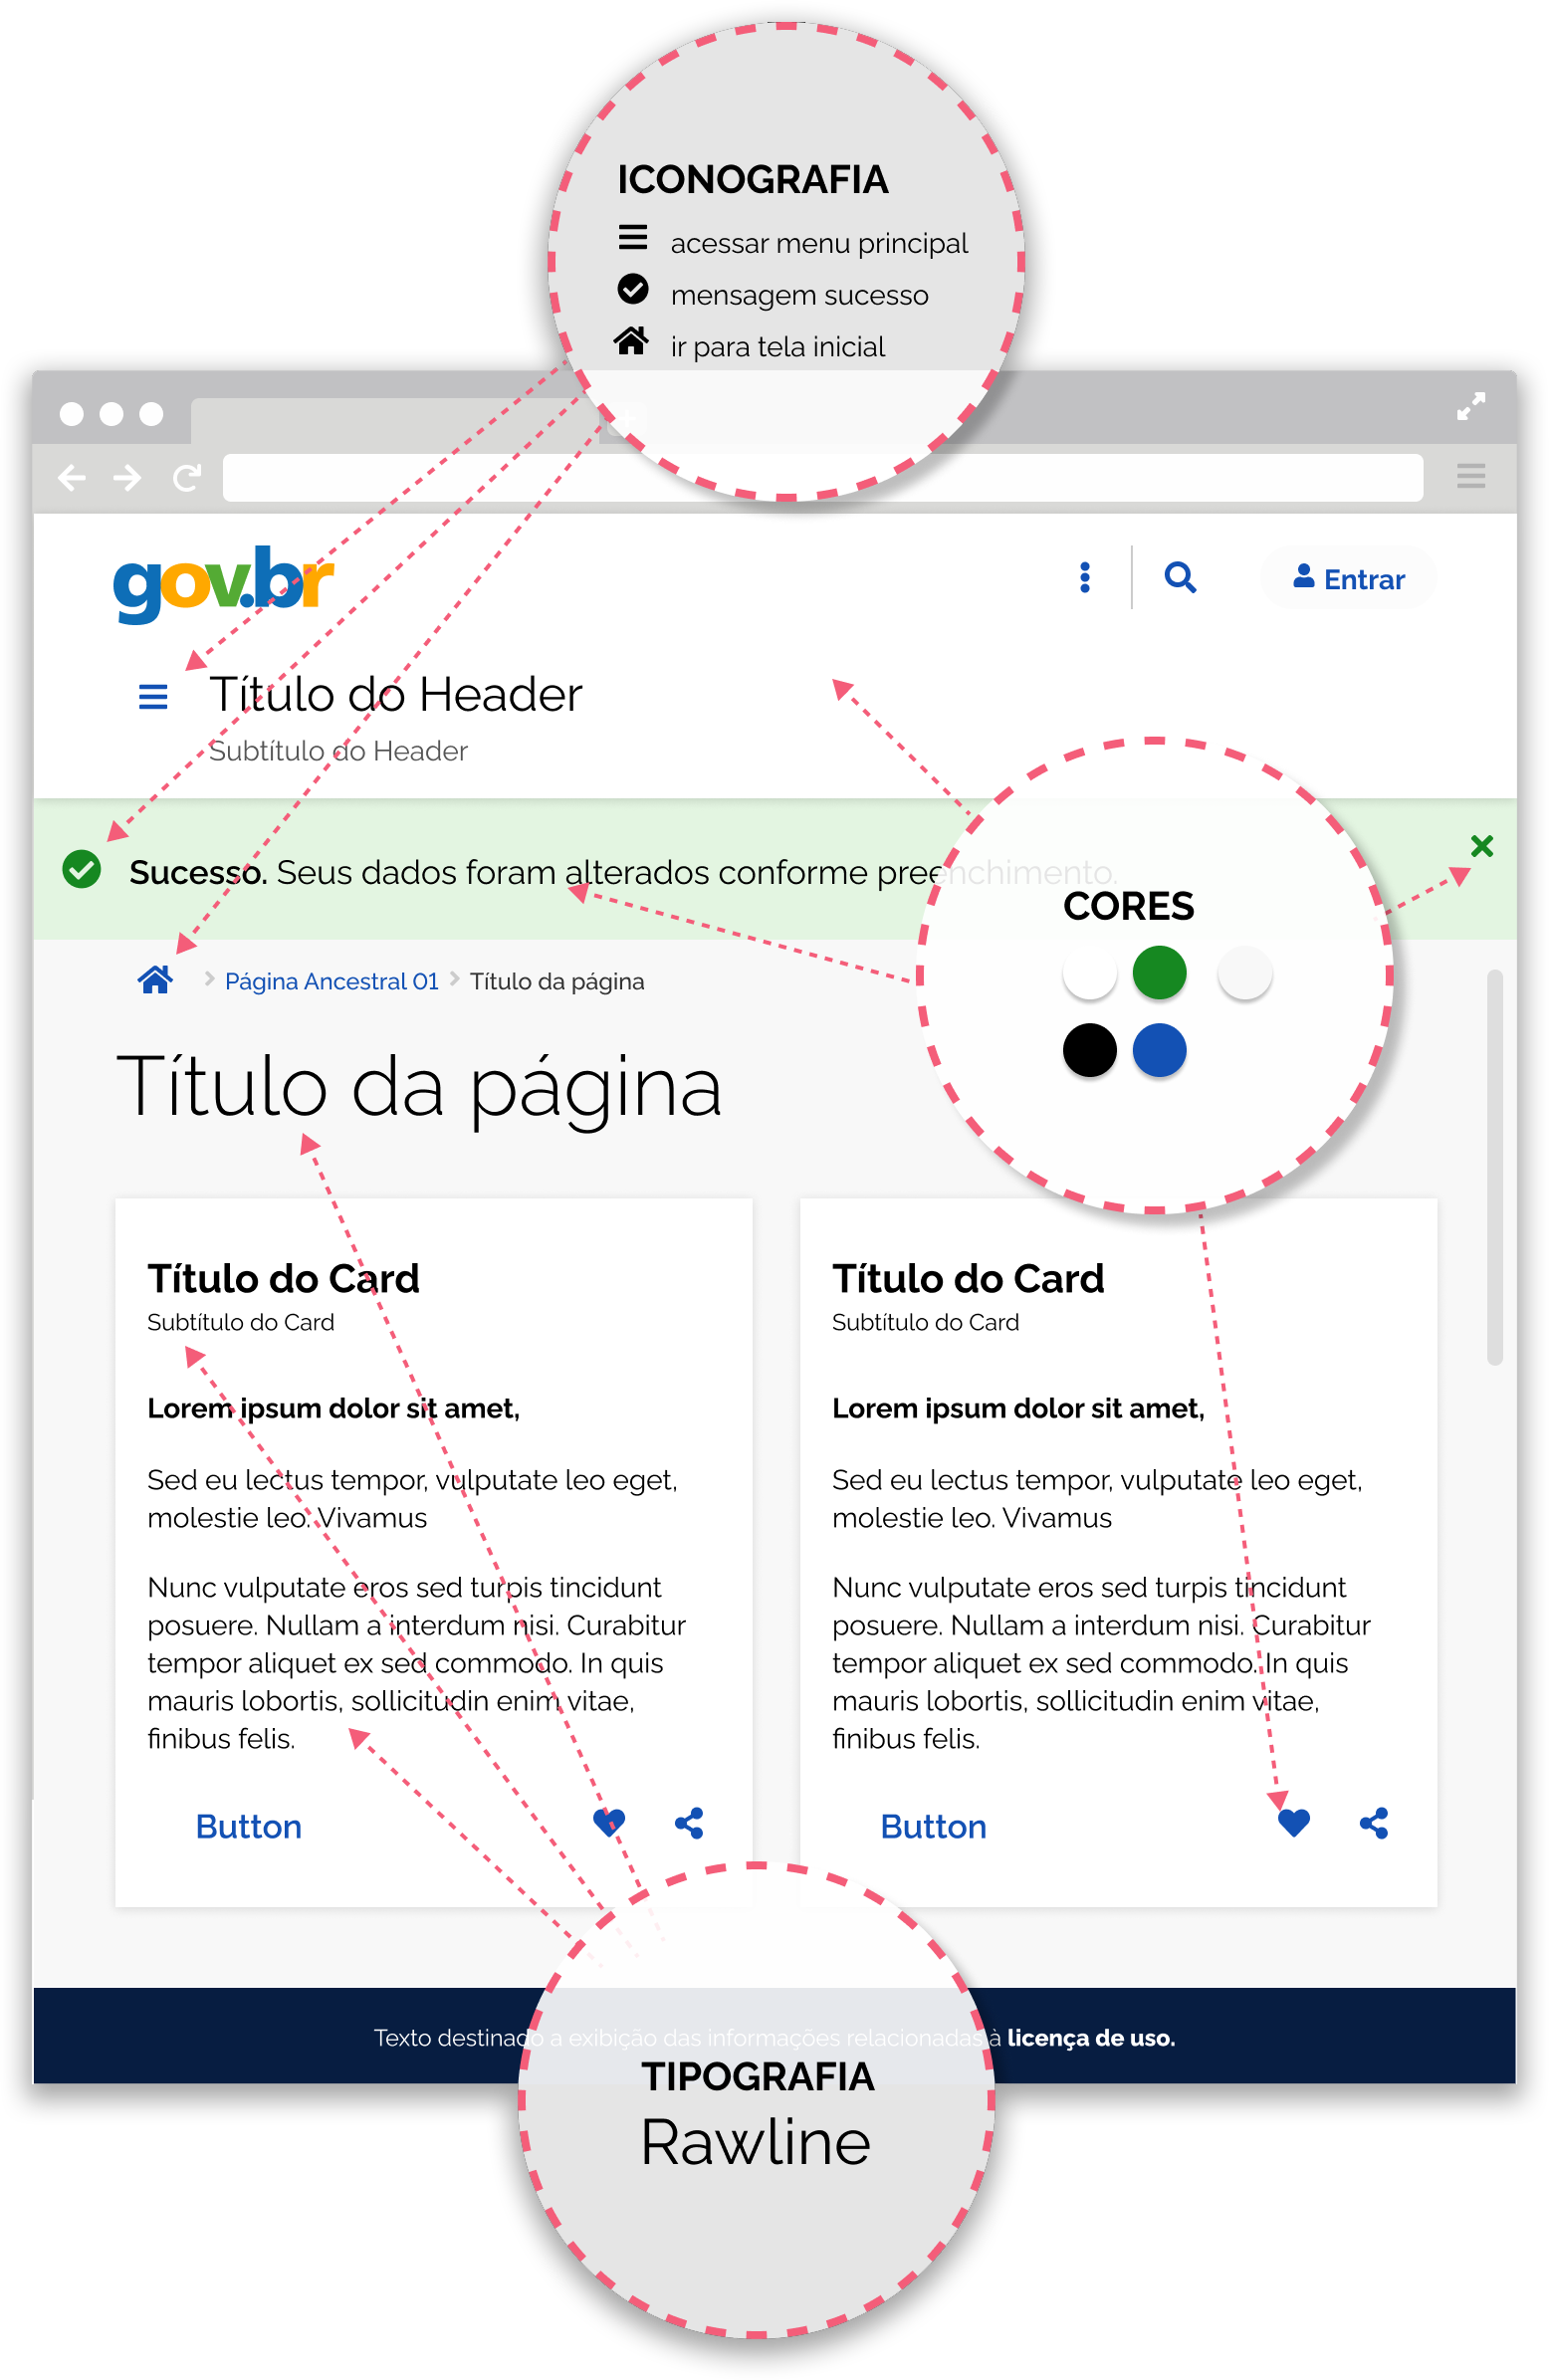 ICONOGRAFIA
acessar menu principal
mensagem sucesso
ir para tela inicial
gov.br
Entrar
Título do Header
Subtítulo do Header
Sucesso. Seus dados foram alterados conforme preenchimento.
CORES
Página Ancestral 01 Título da página
Título da página
Título do Card
Subtítulo do Card
Lorem ipsum dolor sit amet,
Sed eu lectus tempor, vulputate leo eget,
molestie leo. Vivamus
Nunc vulputate eros sed turpis tincidunt
posuere. Nullam a interdum nisi. Curabitur
tempor aliquet ex sed commodo. In quis
mauris lobortis, sollicitudin enim vitae,
finibus felis.
Button
Título do Card
Subtítulo do Card
Lorem ipsum dolor sit amet,
Sed eu lectus tempor, vulputate leo eget,
molestie leo. Vivamus
Nunc vulputate eros sed turpis tincidunt
posuere. Nullam a interdum nisi. Curabitur
tempor aliquet ex sed commodo. In quis
mauris lobortis, sollicitudin enim vitae,
finibus felis.
Button
Texto destinado a exibição das informações relacionadas à licença de uso.
TIPOGRAFIA
Rawline